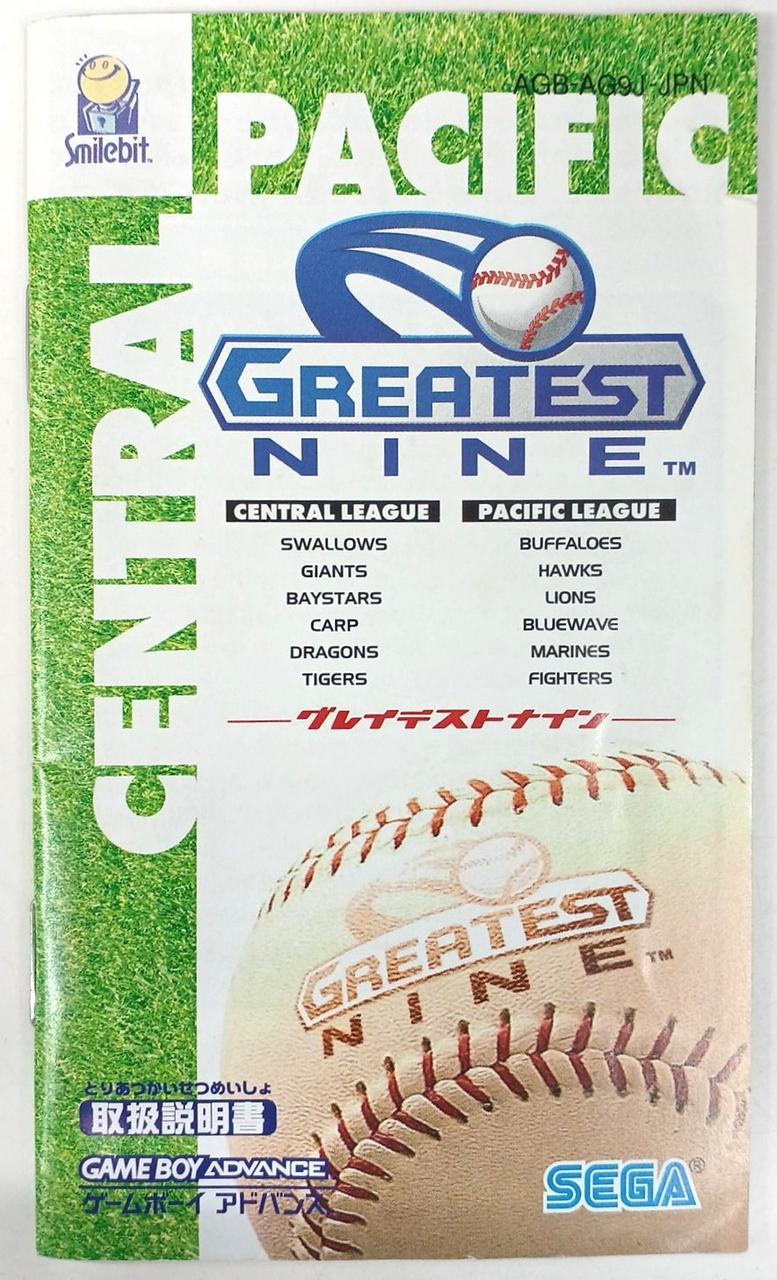 Smilebit™
AGB-AG9J-JPN
PACIFIC
CENTRAL
GREATEST
NINE™
CENTRAL LEAGUE
SWALLOWS
GIANTS
BAYSTARS
CARP
DRAGONS
TIGERS
PACIFIC LEAGUE
BUFFALOES
HAWKS
LIONS
BLUEWAVE
MARINES
FIGHTERS
グレイテストナイン
GREATEST
NINE™
とりあつかいせつめいしょ
取扱説明書
GAME BOY ADVANCE
ゲームボーイ アドバンス
SEGA®